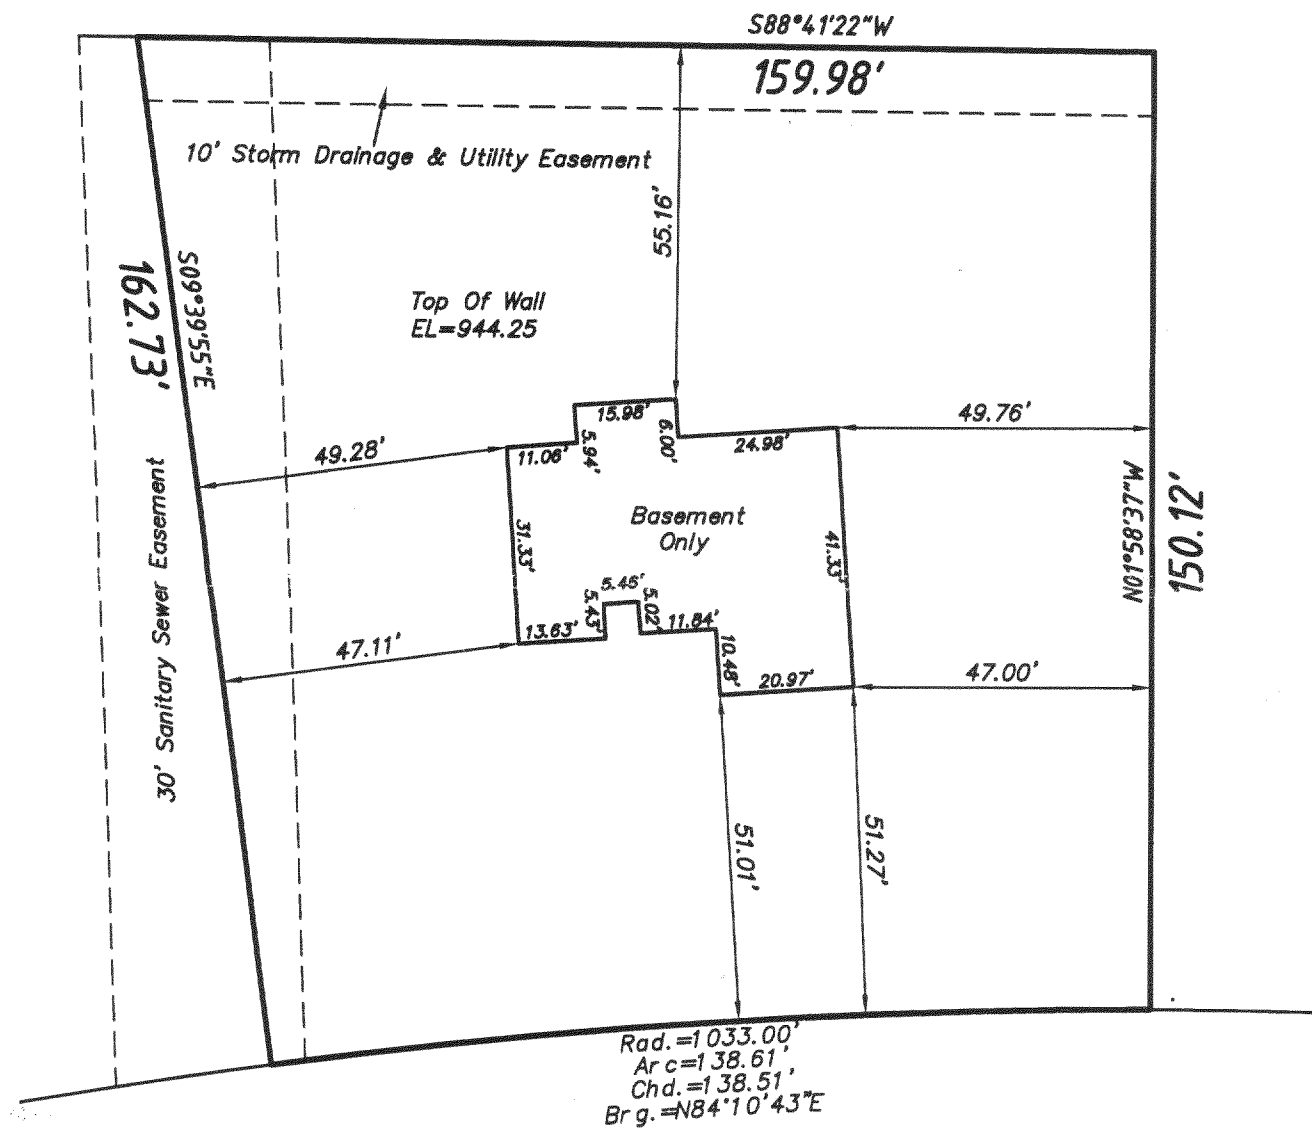 S88°41'22"W
159.98'
10' Storm Drainage & Utility Easement
55.16'
162.73'
S09°39'55"E
Top Of Wall
EL=944.25
15.98'
6.00'
24.98'
49.76'
49.28'
11.06'
5.94'
30' Sanitary Sewer Easement
31.33'
Basement
Only
41.33'
N01°58'37"W
150.12'
5.46'
5.43'
5.02'
11.84'
13.63'
47.11'
10.48'
20.97'
47.00'
51.01'
51.27'
Rad.=1033.00'
Arc=138.61'
Chd.=138.51'
Brg.=N84°10'43"E